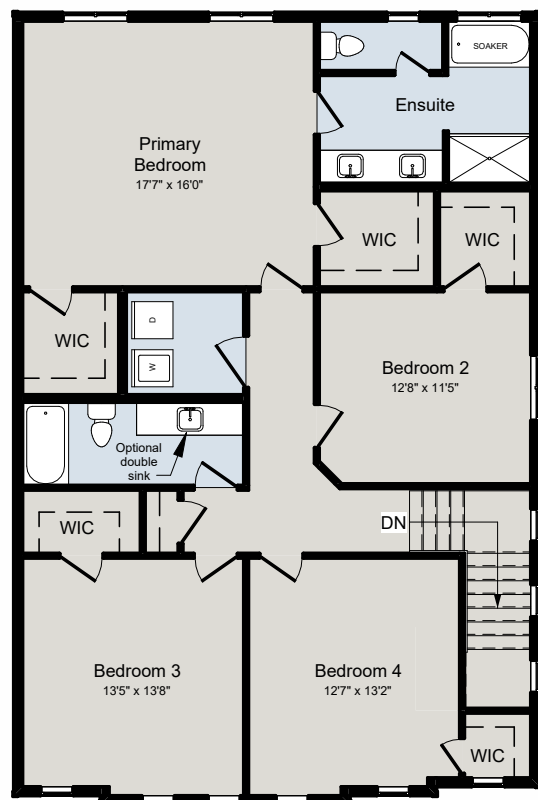 SOAKER
Ensuite
Primary
Bedroom
17'7" x 16'0"
WIC
WIC
D
WIC
W
Bedroom 2
12'8" x 11'5"
Optional
double
sink
WIC
DN
Bedroom 3
13'5" x 13'8"
Bedroom 4
12'7" x 13'2"
WIC